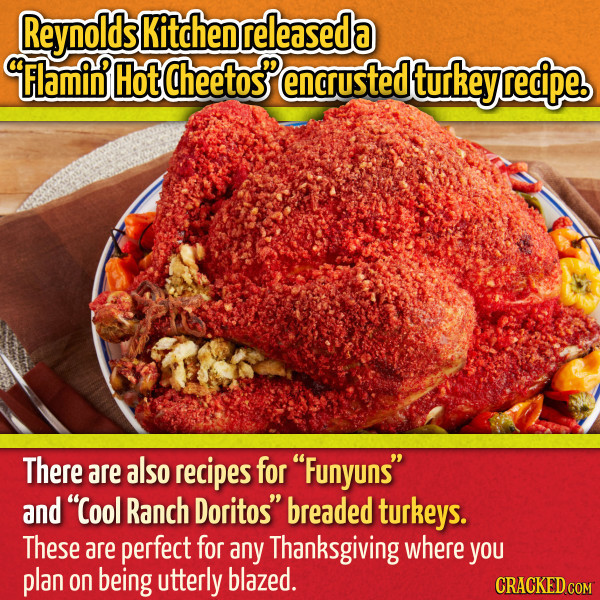 Reynolds Kitchen released a
“Flamin’ Hot Cheetos” encrusted turkey recipe.
There are also recipes for “Funyuns”
and “Cool Ranch Doritos” breaded turkeys.
These are perfect for any Thanksgiving where you
plan on being utterly blazed.
CRACKED.COM